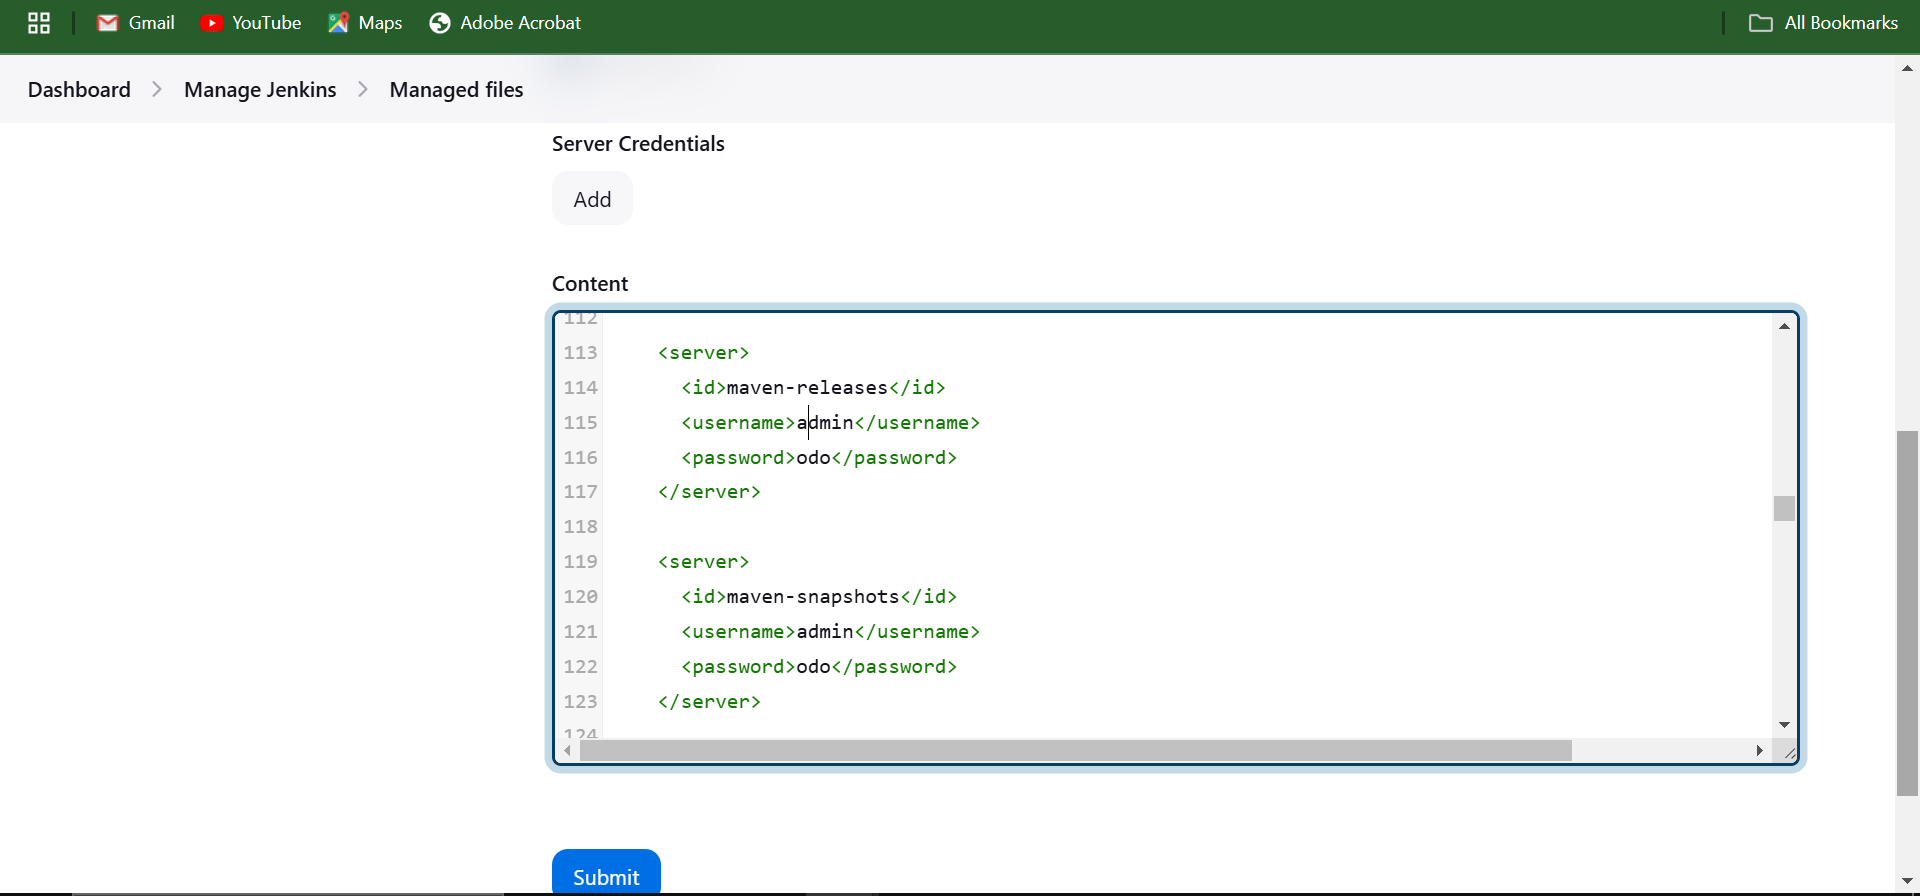 Gmail YouTube Maps Adobe Acrobat All Bookmarks
Dashboard Manage Jenkins Managed files
Server Credentials
Add
Content
112
113 <server>
114 <id>maven-releases</id>
115 <username>admin</username>
116 <password>odo</password>
117 </server>
118
119 <server>
120 <id>maven-snapshots</id>
121 <username>admin</username>
122 <password>odo</password>
123 </server>
124
Submit